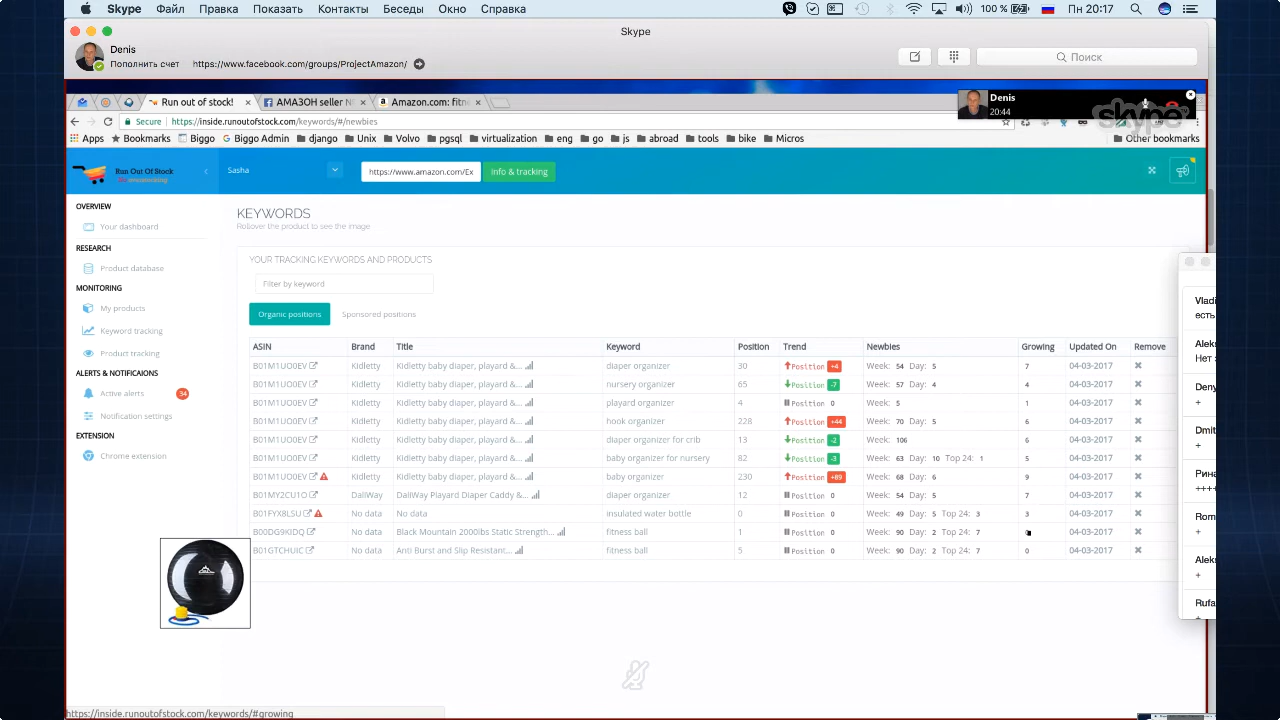 Skype Файл Правка Показать Контакты Беседы Окно Справка 100 % Пн 20:17
Skype
Denis
Пополнить счет https://www.facebook.com/groups/ProjectAmazon/ Поиск
Run out of stock! АМАЗОН seller N Amazon.com: fitne
Denis
20:44
skype
Secure https://inside.runoutofstock.com/keywords/#/newbies
Apps Bookmarks Biggo Biggo Admin django Unix Volvo pgsql virtualization eng go js abroad tools bike Micros Other bookmarks
Run Out Of Stock Sasha https://www.amazon.com/Ex Info & tracking
OVERVIEW
Your dashboard
RESEARCH
Product database
MONITORING
My products
Keyword tracking
Product tracking
ALERTS & NOTIFICAIONS
Active alerts 34
Notification settings
EXTENSION
Chrome extension
KEYWORDS
Rollover the product to see the image
YOUR TRACKING KEYWORDS AND PRODUCTS
Filter by keyword
Organic positions Sponsored positions
ASIN Brand Title Keyword Position Trend Newbies Growing Updated On Remove
B01M1UO0EV Kidletty Kidletty baby diaper, playard &... diaper organizer 30 Position +4 Week: 54 Day: 5 7 04-03-2017
B01M1UO0EV Kidletty Kidletty baby diaper, playard &... nursery organizer 65 Position -7 Week: 57 Day: 4 4 04-03-2017
B01M1UO0EV Kidletty Kidletty baby diaper, playard &... playard organizer 4 Position 0 Week: 5 1 04-03-2017
B01M1UO0EV Kidletty Kidletty baby diaper, playard &... hook organizer 228 Position +44 Week: 70 Day: 5 6 04-03-2017
B01M1UO0EV Kidletty Kidletty baby diaper, playard &... diaper organizer for crib 13 Position -2 Week: 106 6 04-03-2017
B01M1UO0EV Kidletty Kidletty baby diaper, playard &... baby organizer for nursery 82 Position -3 Week: 63 Day: 10 Top 24: 1 5 04-03-2017
B01M1UO0EV Kidletty Kidletty baby diaper, playard &... baby organizer 230 Position +89 Week: 68 Day: 6 9 04-03-2017
B01MY2CU1O DaliWay DaliWay Playard Diaper Caddy &... diaper organizer 12 Position 0 Week: 54 Day: 5 7 04-03-2017
B01FYX8LSU No data No data insulated water bottle Position 0 Week: 49 Day: 5 Top 24: 3 3 04-03-2017
B00DG9KIDQ No data Black Mountain 2000lbs Static Strength... fitness ball 1 Position 0 Week: 90 Day: 2 Top 24: 7 04-03-2017
B01GTCHUIC No data Anti Burst and Slip Resistant... fitness ball 5 Position 0 Week: 90 Day: 2 Top 24: 7 0 04-03-2017
Vladi
есть
Aleks
Нет
Deny
+
Dmit
+
Рина
+++
Rom
+
Aleks
+
Rufa
https://inside.runoutofstock.com/keywords/#growing